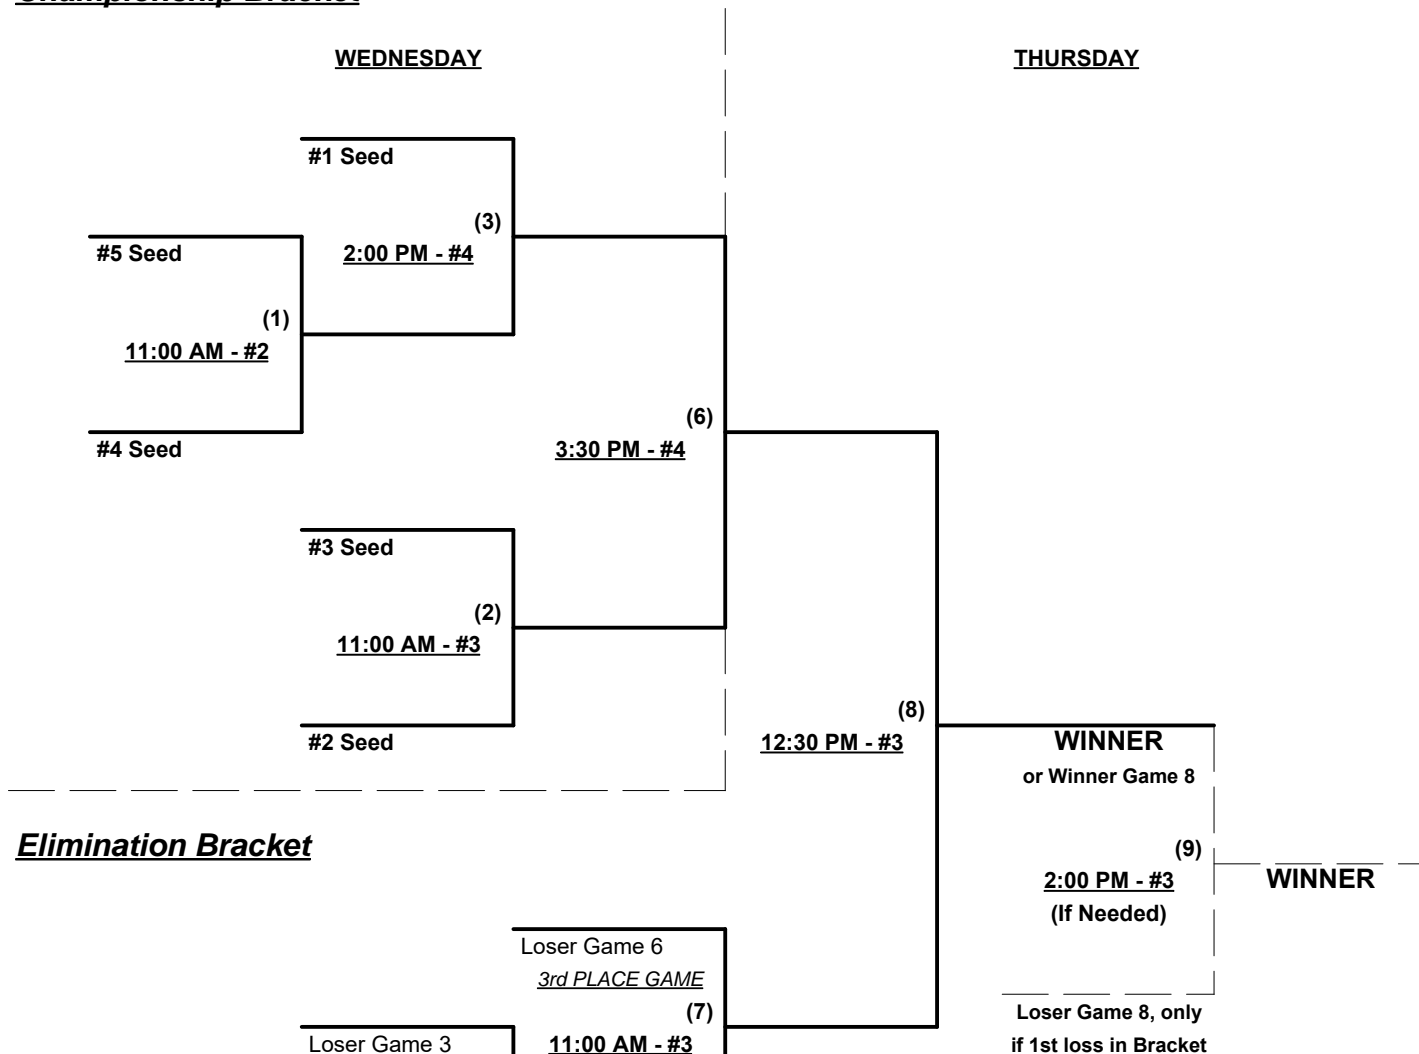 Championship Bracket
WEDNESDAY
THURSDAY
#1 Seed
(3)
#5 Seed
2:00 PM - #4
(1)
11:00 AM - #2
(6)
#4 Seed
3:30 PM - #4
#3 Seed
(2)
11:00 AM - #3
(8)
#2 Seed
12:30 PM - #3
WINNER
or Winner Game 8
Elimination Bracket
(9)
2:00 PM - #3
WINNER
(If Needed)
Loser Game 6
3rd PLACE GAME
(7)
Loser Game 8, only
Loser Game 3
11:00 AM - #3
if 1st loss in Bracket